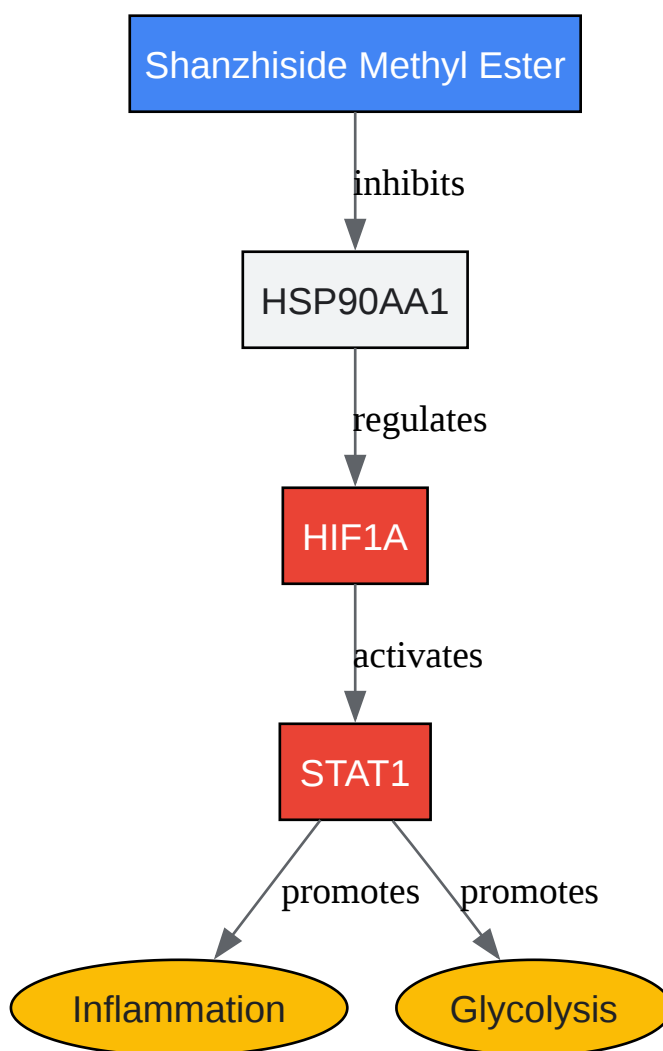 Shanzhiside Methyl Ester
inhibits
HSP90AA1
regulates
HIF1A
activates
STAT1
promotes
promotes
Inflammation
Glycolysis